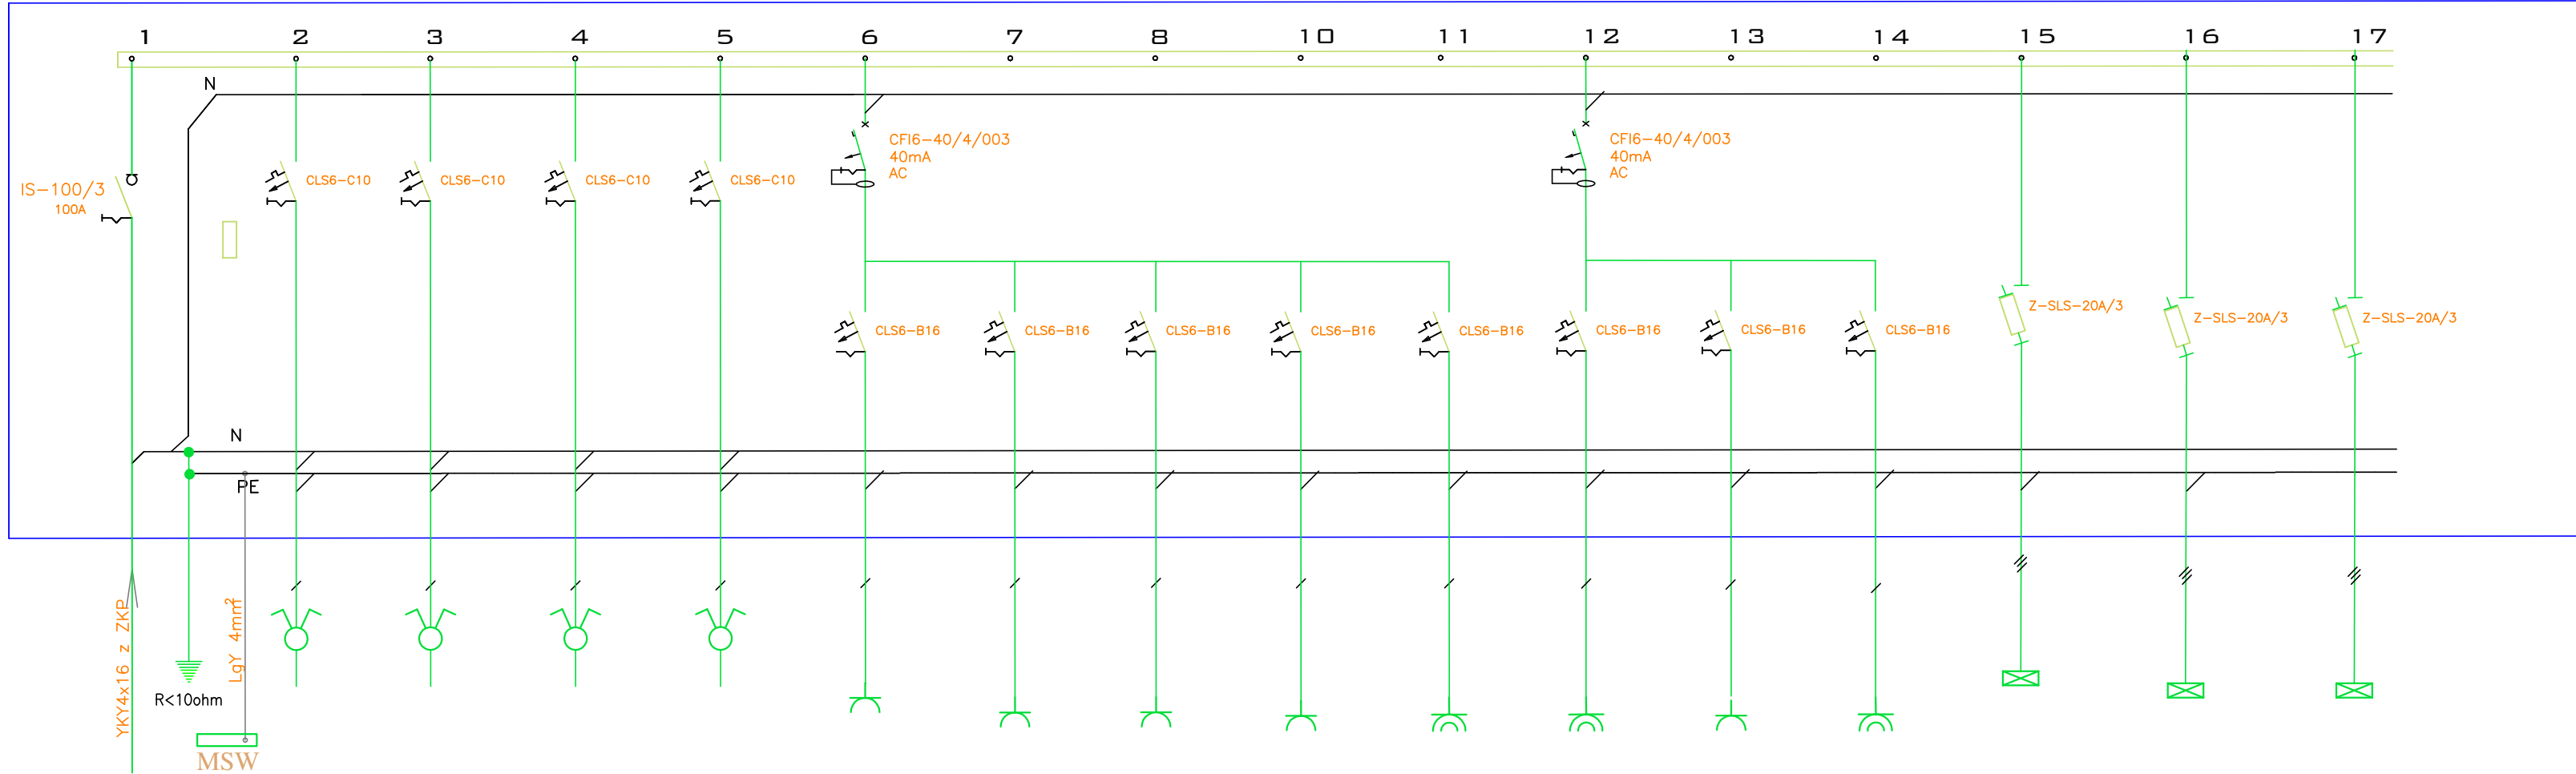 1 2 3 4 5 6 7 8 10 11 12 13 14 15 16 17
N
CFI6-40/4/003
40mA
AC
CFI6-40/4/003
40mA
AC
IS-100/3
100A
CLS6-C10
CLS6-C10
CLS6-C10
CLS6-C10
Z-SLS-20A/3
Z-SLS-20A/3
Z-SLS-20A/3
CLS6-B16
CLS6-B16
CLS6-B16
CLS6-B16
CLS6-B16
CLS6-B16
CLS6-B16
CLS6-B16
N
PE
YKY4x16 z ZKP
LgY 4mm²
R<10ohm
MSW